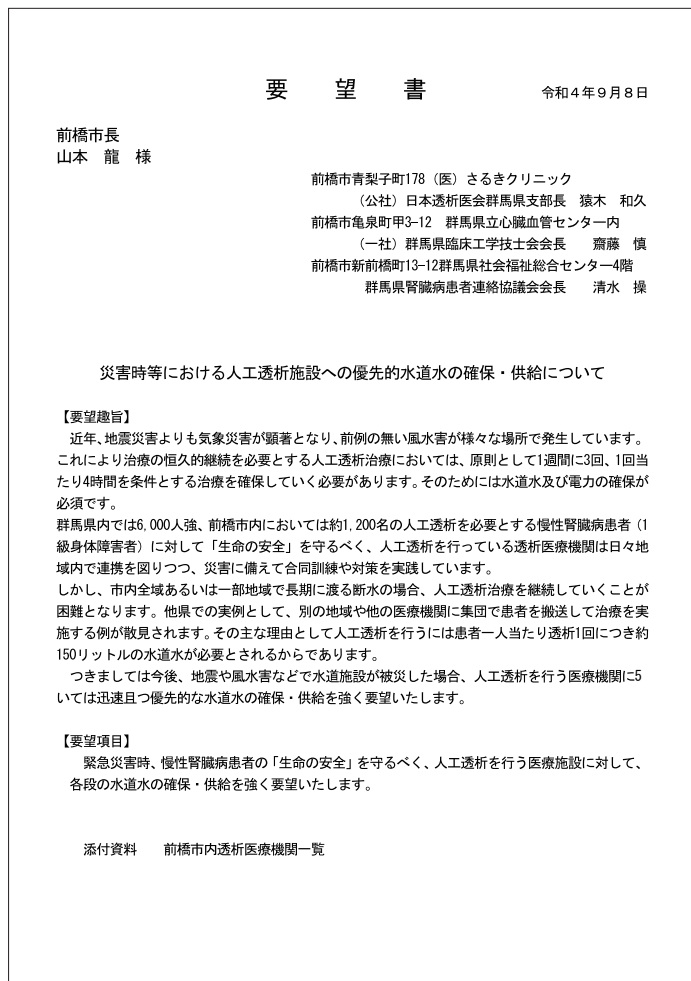 要　望　書　　令和４年９月８日
前橋市長
山本　龍　様
前橋市青梨子町178（医）さるきクリニック
（公社）日本透析医会群馬県支部長　猿木　和久
前橋市亀泉町甲3−12　群馬県立心臓血管センター内
（一社）群馬県臨床工学技士会会長　　齋藤　慎
前橋市新前橋町13−12群馬県社会福祉総合センター4階
群馬県腎臓病患者連絡協議会会長　　清水　操
災害時等における人工透析施設への優先的水道水の確保・供給について
【要望趣旨】
　近年、地震災害よりも気象災害が顕著となり、前例の無い風水害が様々な場所で発生しています。
これにより治療の恒久的継続を必要とする人工透析治療においては、原則として1週間に3回、1回当
たり4時間を条件とする治療を確保していく必要があります。そのためには水道水及び電力の確保が
必須です。
群馬県内では6,000人強、前橋市内においては約1,200名の人工透析を必要とする慢性腎臓病患者（1
級身体障害者）に対して「生命の安全」を守るべく、人工透析を行っている透析医療機関は日々地
域内で連携を図りつつ、災害に備えて合同訓練や対策を実践しています。
しかし、市内全域あるいは一部地域で長期に渡る断水の場合、人工透析治療を継続していくことが
困難となります。他県での実例として、別の地域や他の医療機関に集団で患者を搬送して治療を実
施する例が散見されます。その主な理由として人工透析を行うには患者一人当たり透析1回につき約
150リットルの水道水が必要とされるからであります。
　つきましては今後、地震や風水害などで水道施設が被災した場合、人工透析を行う医療機関に5
いては迅速且つ優先的な水道水の確保・供給を強く要望いたします。
【要望項目】
　緊急災害時、慢性腎臓病患者の「生命の安全」を守るべく、人工透析を行う医療施設に対して、
各段の水道水の確保・供給を強く要望いたします。
添付資料　　前橋市内透析医療機関一覧